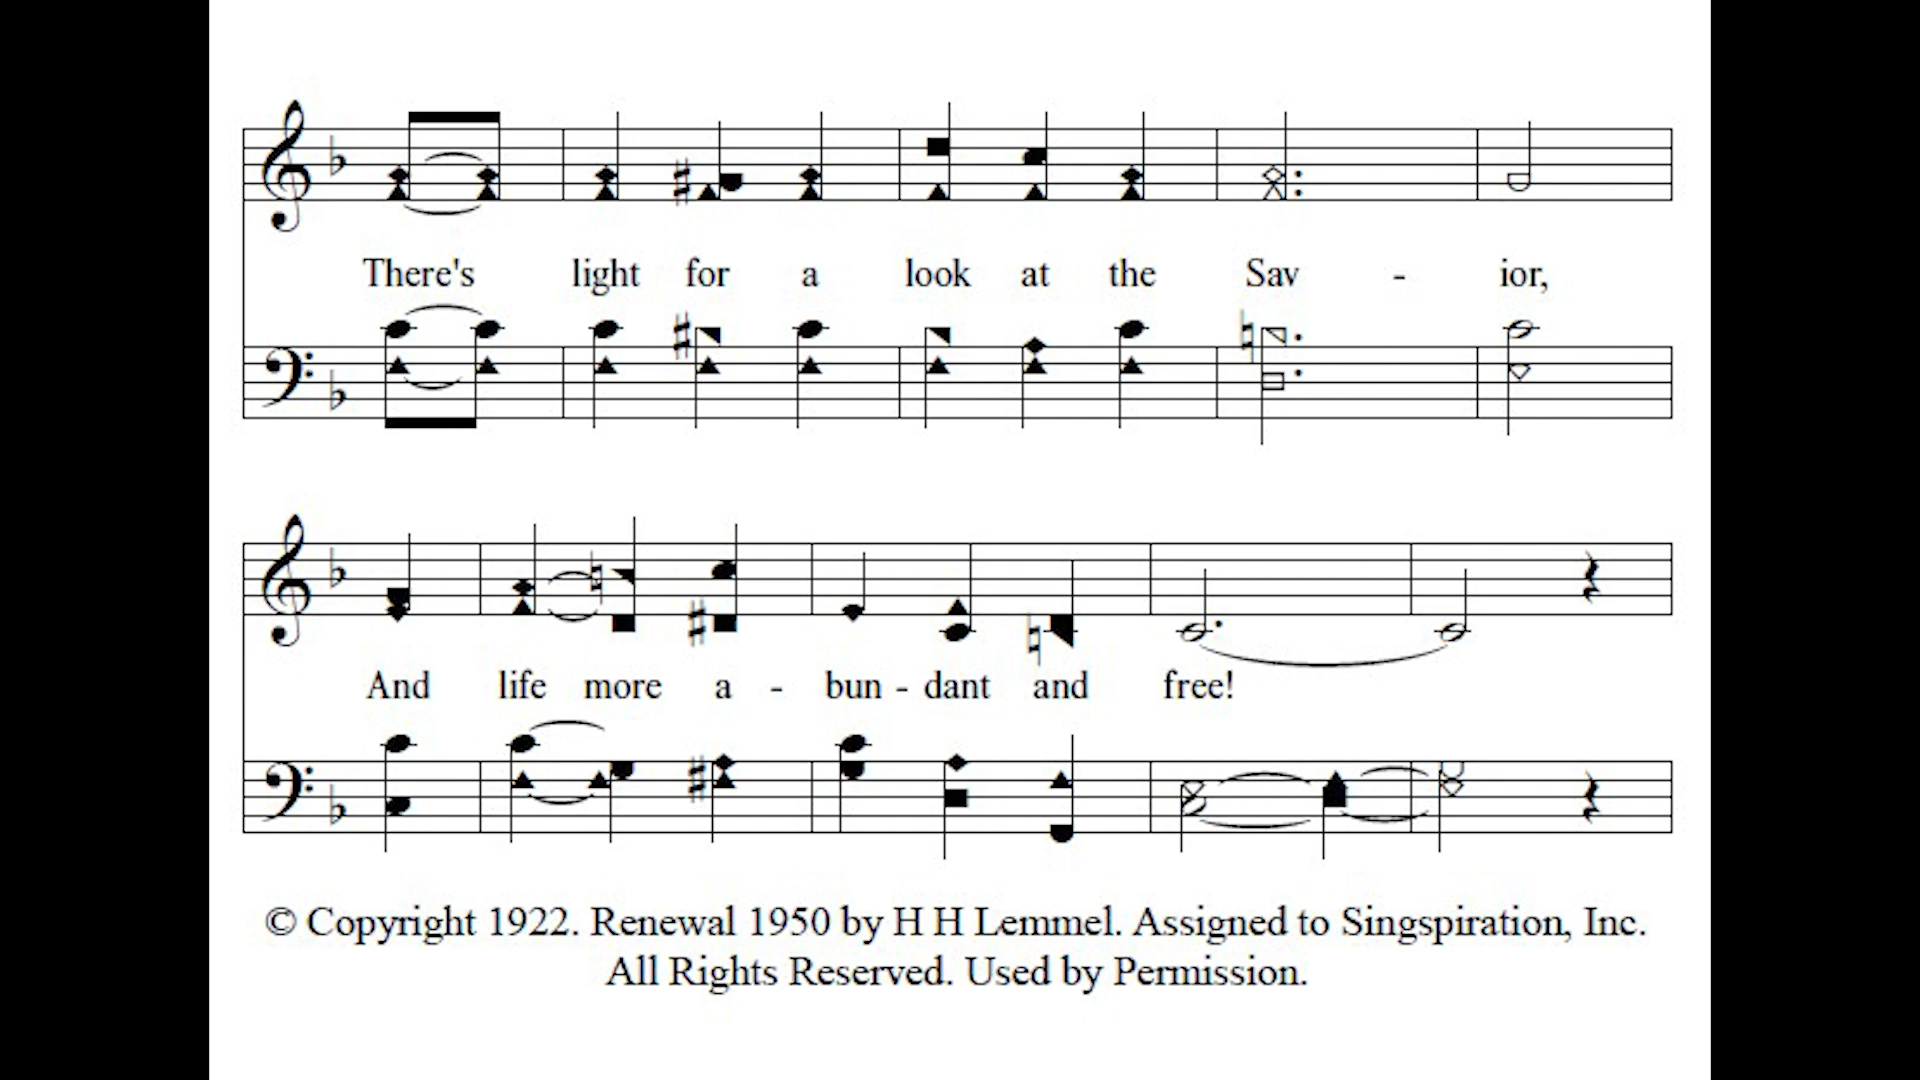 There's light for a look at the Sav - ior,
And life more a - bun - dant and free!
© Copyright 1922. Renewal 1950 by H H Lemmel. Assigned to Singspiration, Inc.
All Rights Reserved. Used by Permission.